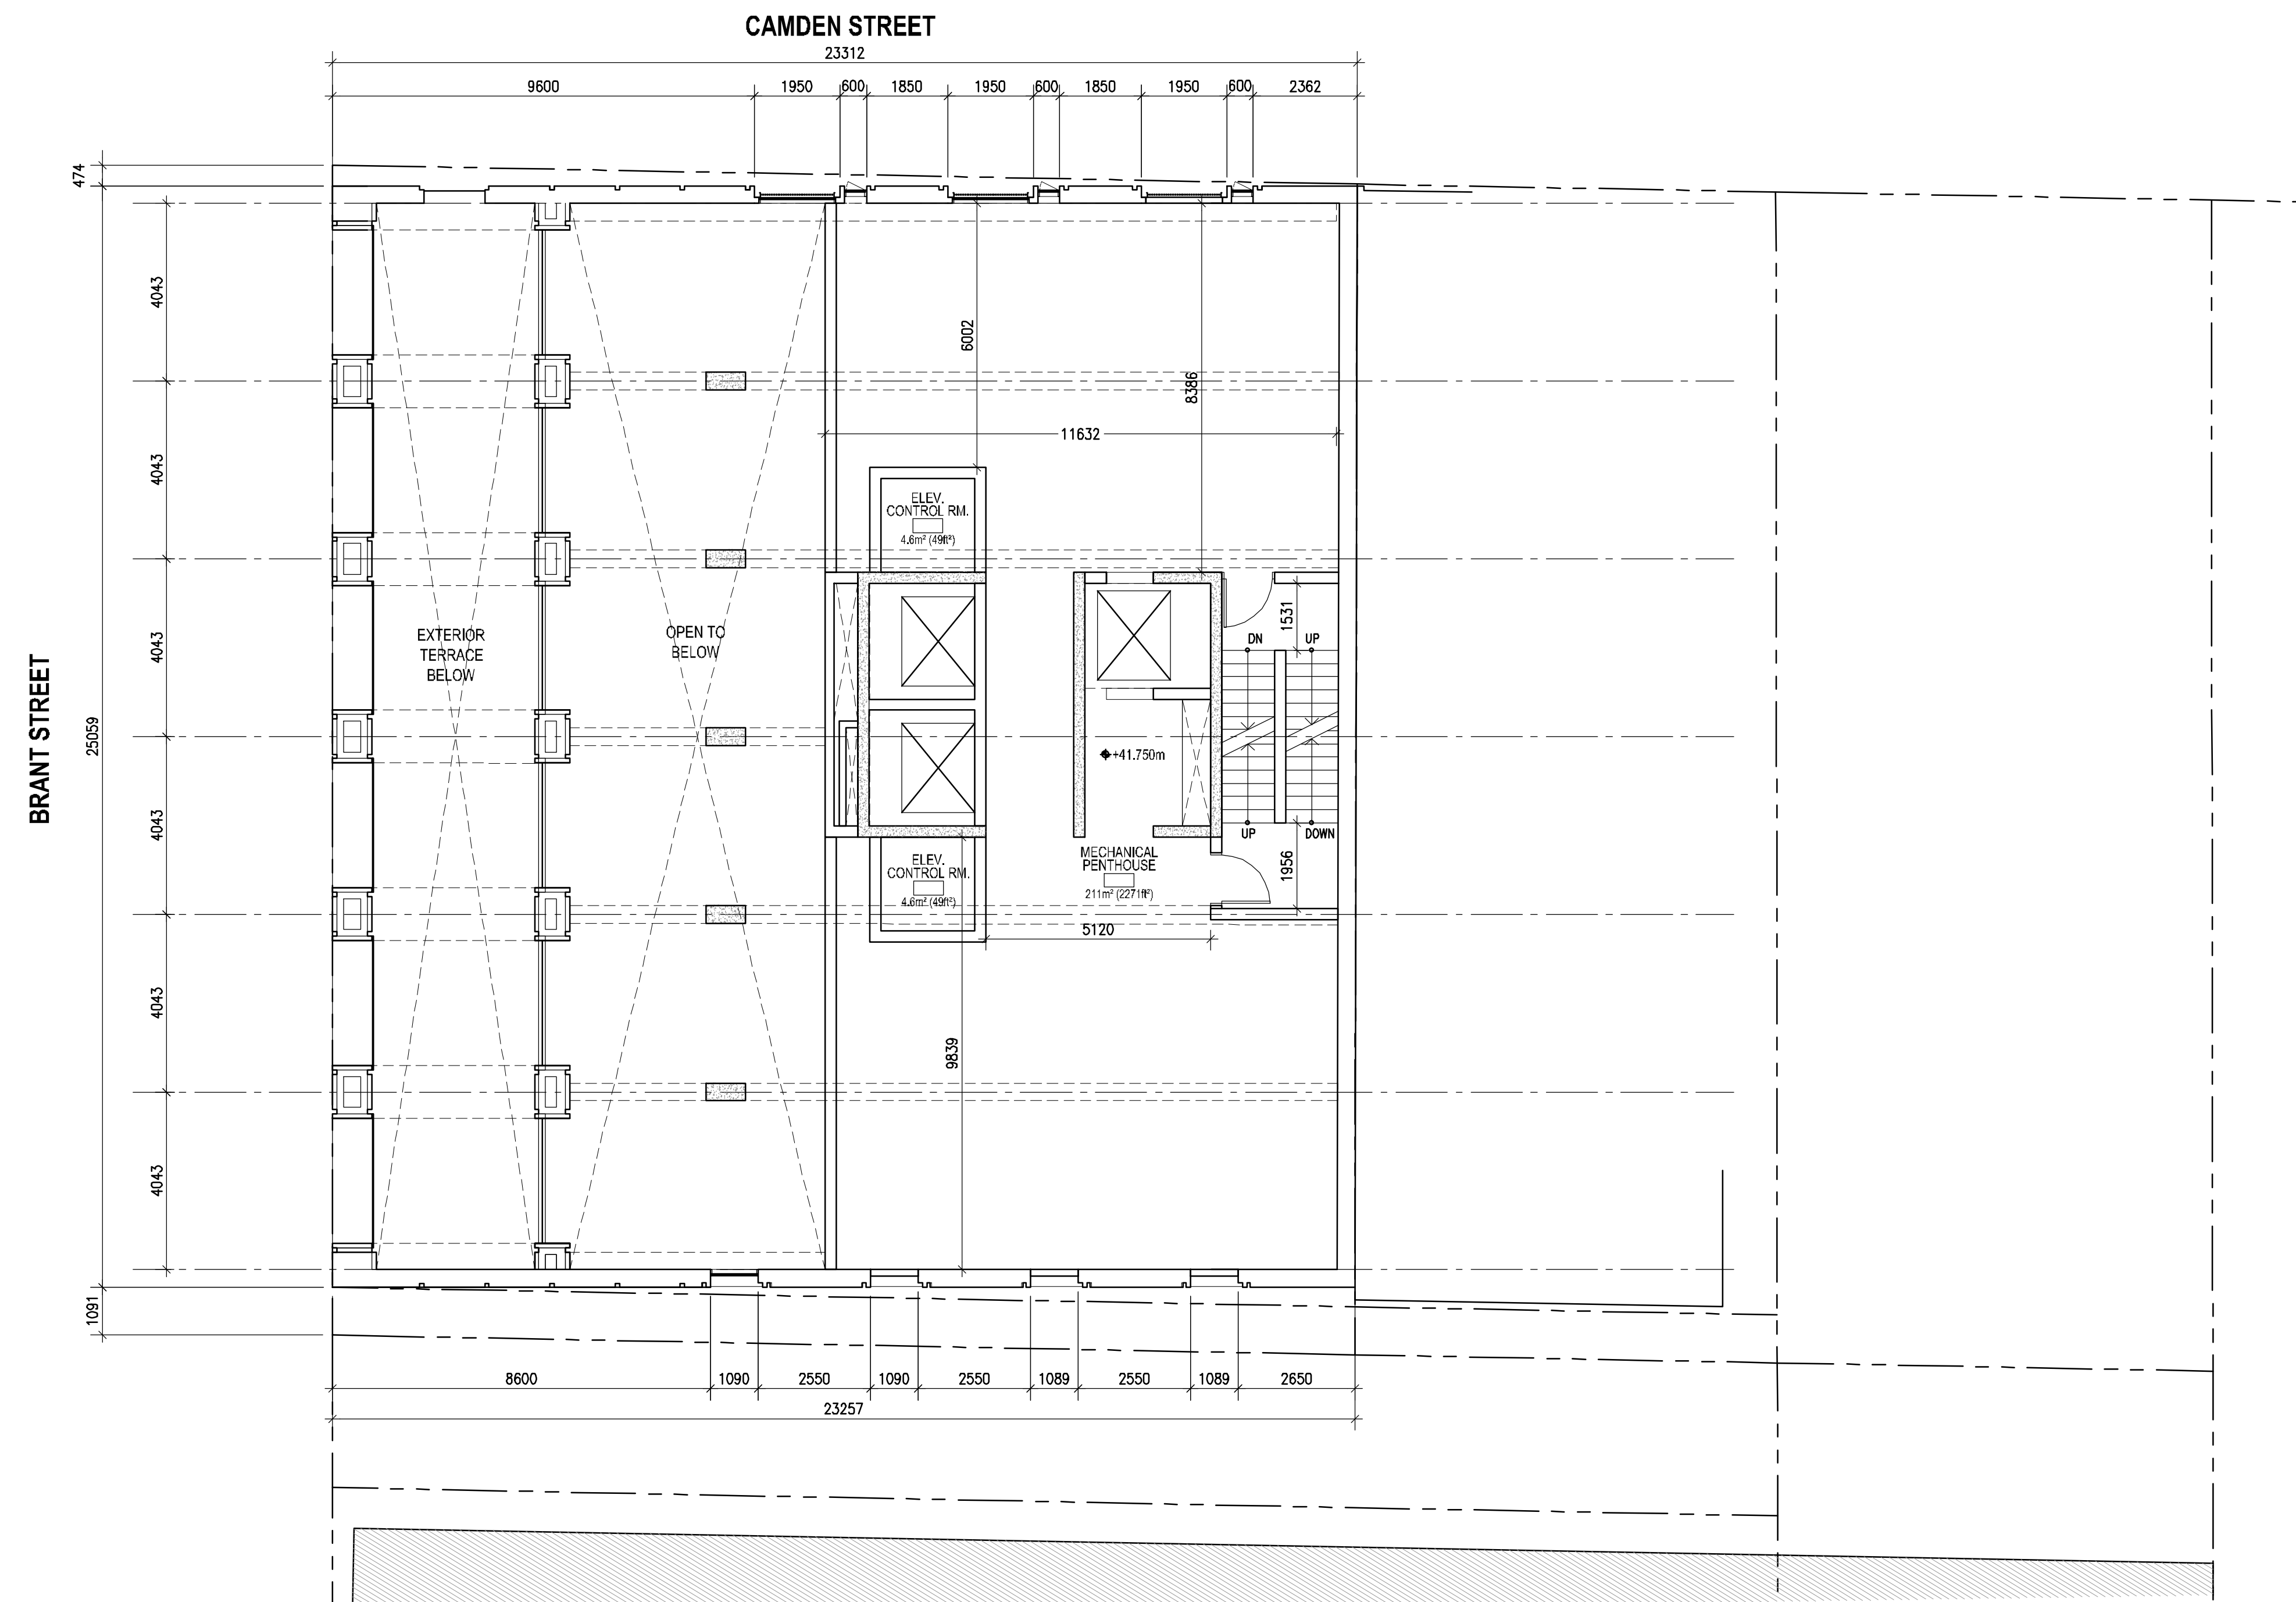 CAMDEN STREET
23312
9600
1950
600
1850
1950
600
1850
1950
600
2362
474
4043
4043
4043
4043
4043
4043
25059
1091
BRANT STREET
6002
8386
11632
ELEV.
CONTROL RM.
4.6m² (49ft²)
EXTERIOR
TERRACE
BELOW
OPEN TO
BELOW
1531
DN
UP
+41.750m
UP
DOWN
1956
MECHANICAL
PENTHOUSE
211m² (2271ft²)
ELEV.
CONTROL RM.
4.6m² (49ft²)
5120
9839
8600
1090
2550
1090
2550
1089
2550
1089
2650
23257